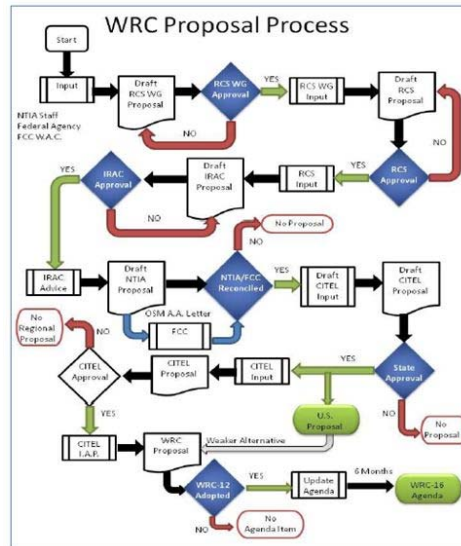 WRC Proposal Process
Start
Input
NTIA Staff
Federal Agency
FCC W.A.C.
Draft
RCS WG
Proposal
RCS WG
Approval
YES
NO
RCS WG
Input
Draft
RCS
Proposal
NO
RCS
Approval
YES
RCS
Input
Draft
IRAC
Proposal
IRAC
Approval
YES
NO
No Proposal
NO
IRAC
Advice
Draft
NTIA
Proposal
NTIA/FCC
Reconciled
YES
Draft
CITEL
Input
Draft
CITEL
Proposal
OSM A.A. Letter
FCC
No
Regional
Proposal
NO
CITEL
Approval
CITEL
Proposal
CITEL
Input
YES
State
Approval
NO
No
Proposal
U.S.
Proposal
YES
CITEL
I.A.P.
WRC
Proposal
Weaker Alternative
WRC-12
Adopted
YES
Update
Agenda
6 Months
WRC-16
Agenda
NO
No
Agenda Item